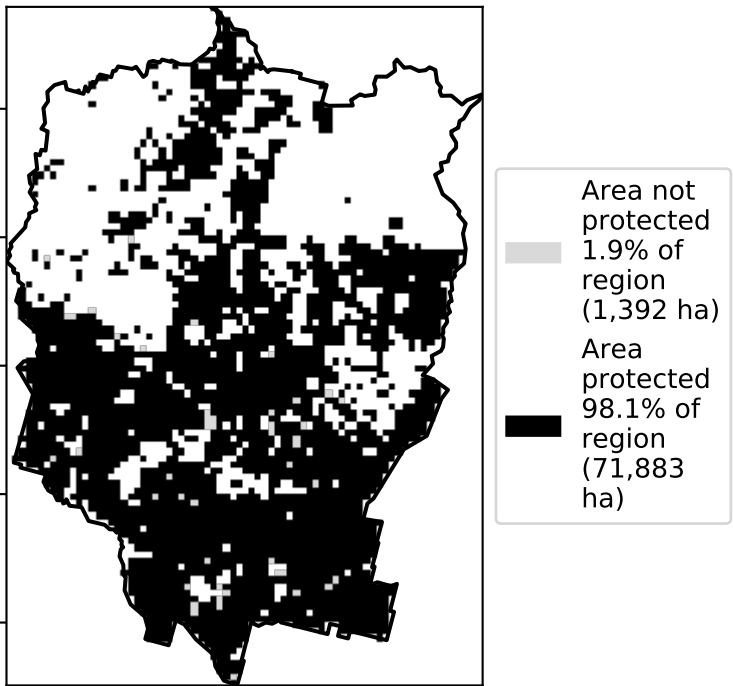 Area not
protected
1.9% of
region
(1,392 ha)
Area
protected
98.1% of
region
(71,883
ha)